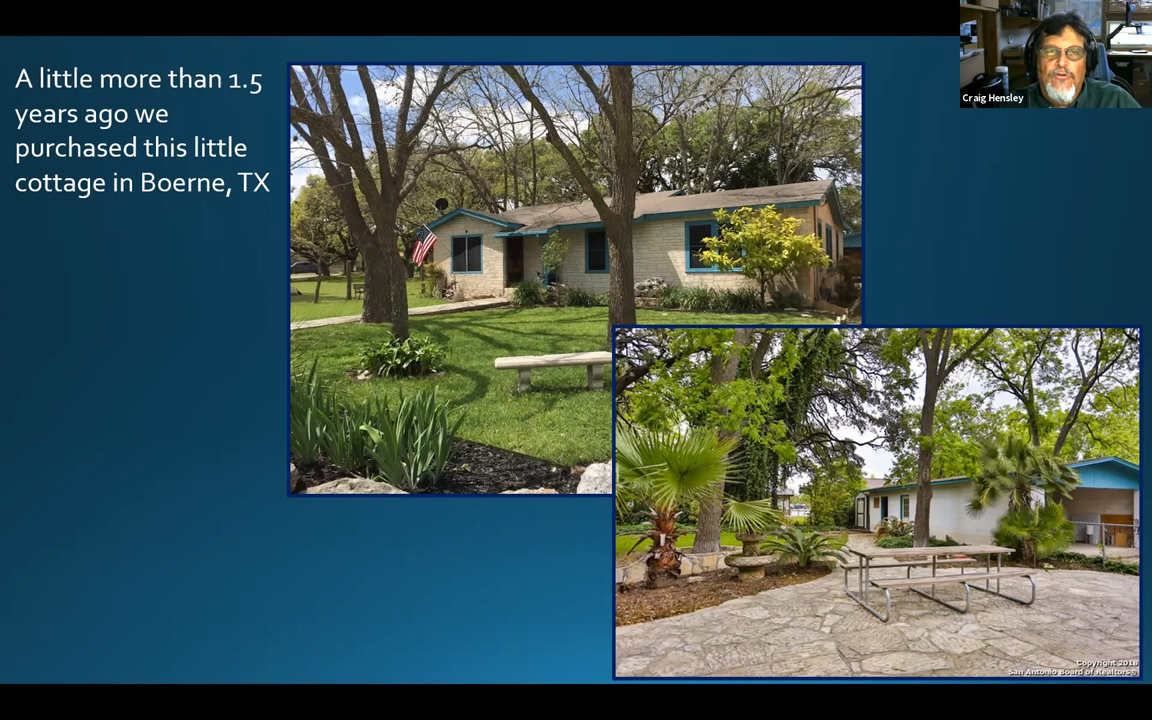 A little more than 1.5
years ago we
purchased this little
cottage in Boerne, TX
Craig Hensley
Copyright 2018
San Antonio Board of Realtors®